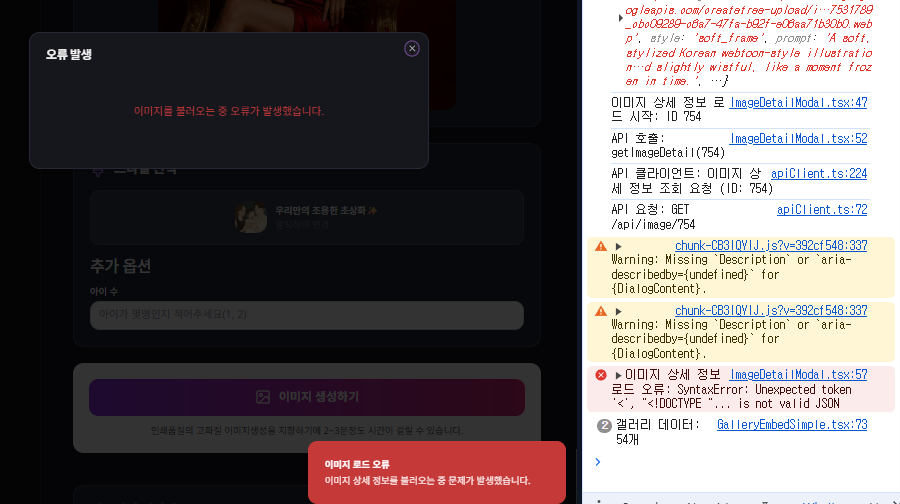 오류 발생
이미지를 불러오는 중 오류가 발생했습니다.
우리만의 조용한 초상화✨
추가 옵션
아이 수
아이가 몇명인지 적어주세요(1, 2)
이미지 생성하기
인쇄품질의 고화질 이미지생성을 지향하기에 2~3분정도 시간이 걸릴 수 있습니다.
이미지 로드 오류
이미지 상세 정보를 불러오는 중 문제가 발생했습니다.
p', style: 'soft_frame', prompt: 'A soft,
stylized Korean webtoon-style illustratio
n…d slightly wistful, like a moment froz
en in time.', …}
이미지 상세 정보 로 ImageDetailModal.tsx:47
드 시작: ID 754
API 호출: ImageDetailModal.tsx:52
getImageDetail(754)
API 클라이언트: 이미지 상 apiClient.ts:224
세 정보 조회 요청 (ID: 754)
API 요청: GET apiClient.ts:72
/api/image/754
chunk-CB3IQYIJ.js?v=392cf548:337
Warning: Missing `Description` or `aria-
describedby={undefined}` for
{DialogContent}.
chunk-CB3IQYIJ.js?v=392cf548:337
Warning: Missing `Description` or `aria-
describedby={undefined}` for
{DialogContent}.
이미지 상세 정보 ImageDetailModal.tsx:57
로드 오류: SyntaxError: Unexpected token
'<', "<!DOCTYPE "... is not valid JSON
2 갤러리 데이터: GalleryEmbedSimple.tsx:73
54개